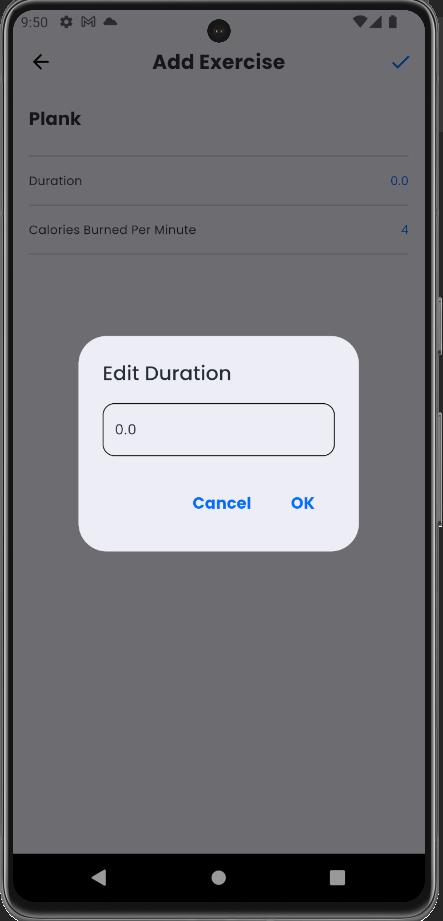 9:50
Add Exercise
Plank
Duration 0.0
Calories Burned Per Minute 4
Edit Duration
0.0
Cancel OK